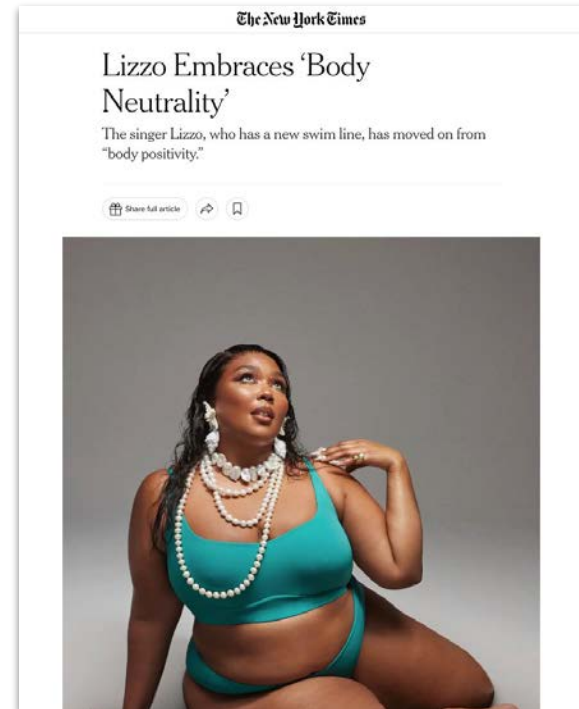 The New York Times
Lizzo Embraces ‘Body
Neutrality’
The singer Lizzo, who has a new swim line, has moved on from
“body positivity.”
Share full article